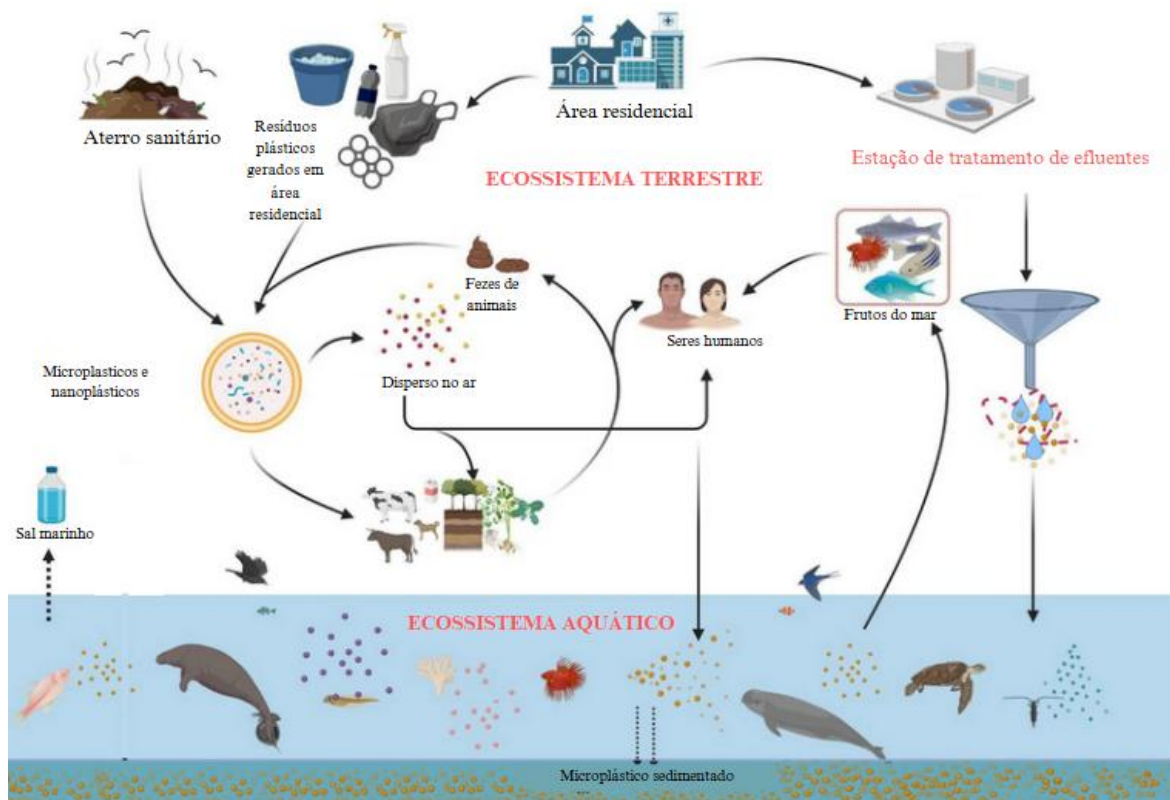 Área residencial
Aterro sanitário
Resíduos
plásticos
gerados em
área
residencial
Estação de tratamento de efluentes
ECOSSISTEMA TERRESTRE
Fezes de
animais
Seres humanos
Frutos do mar
Microplasticos e
nanoplásticos
Disperso no ar
Sal marinho
ECOSSISTEMA AQUÁTICO
Microplástico sedimentado